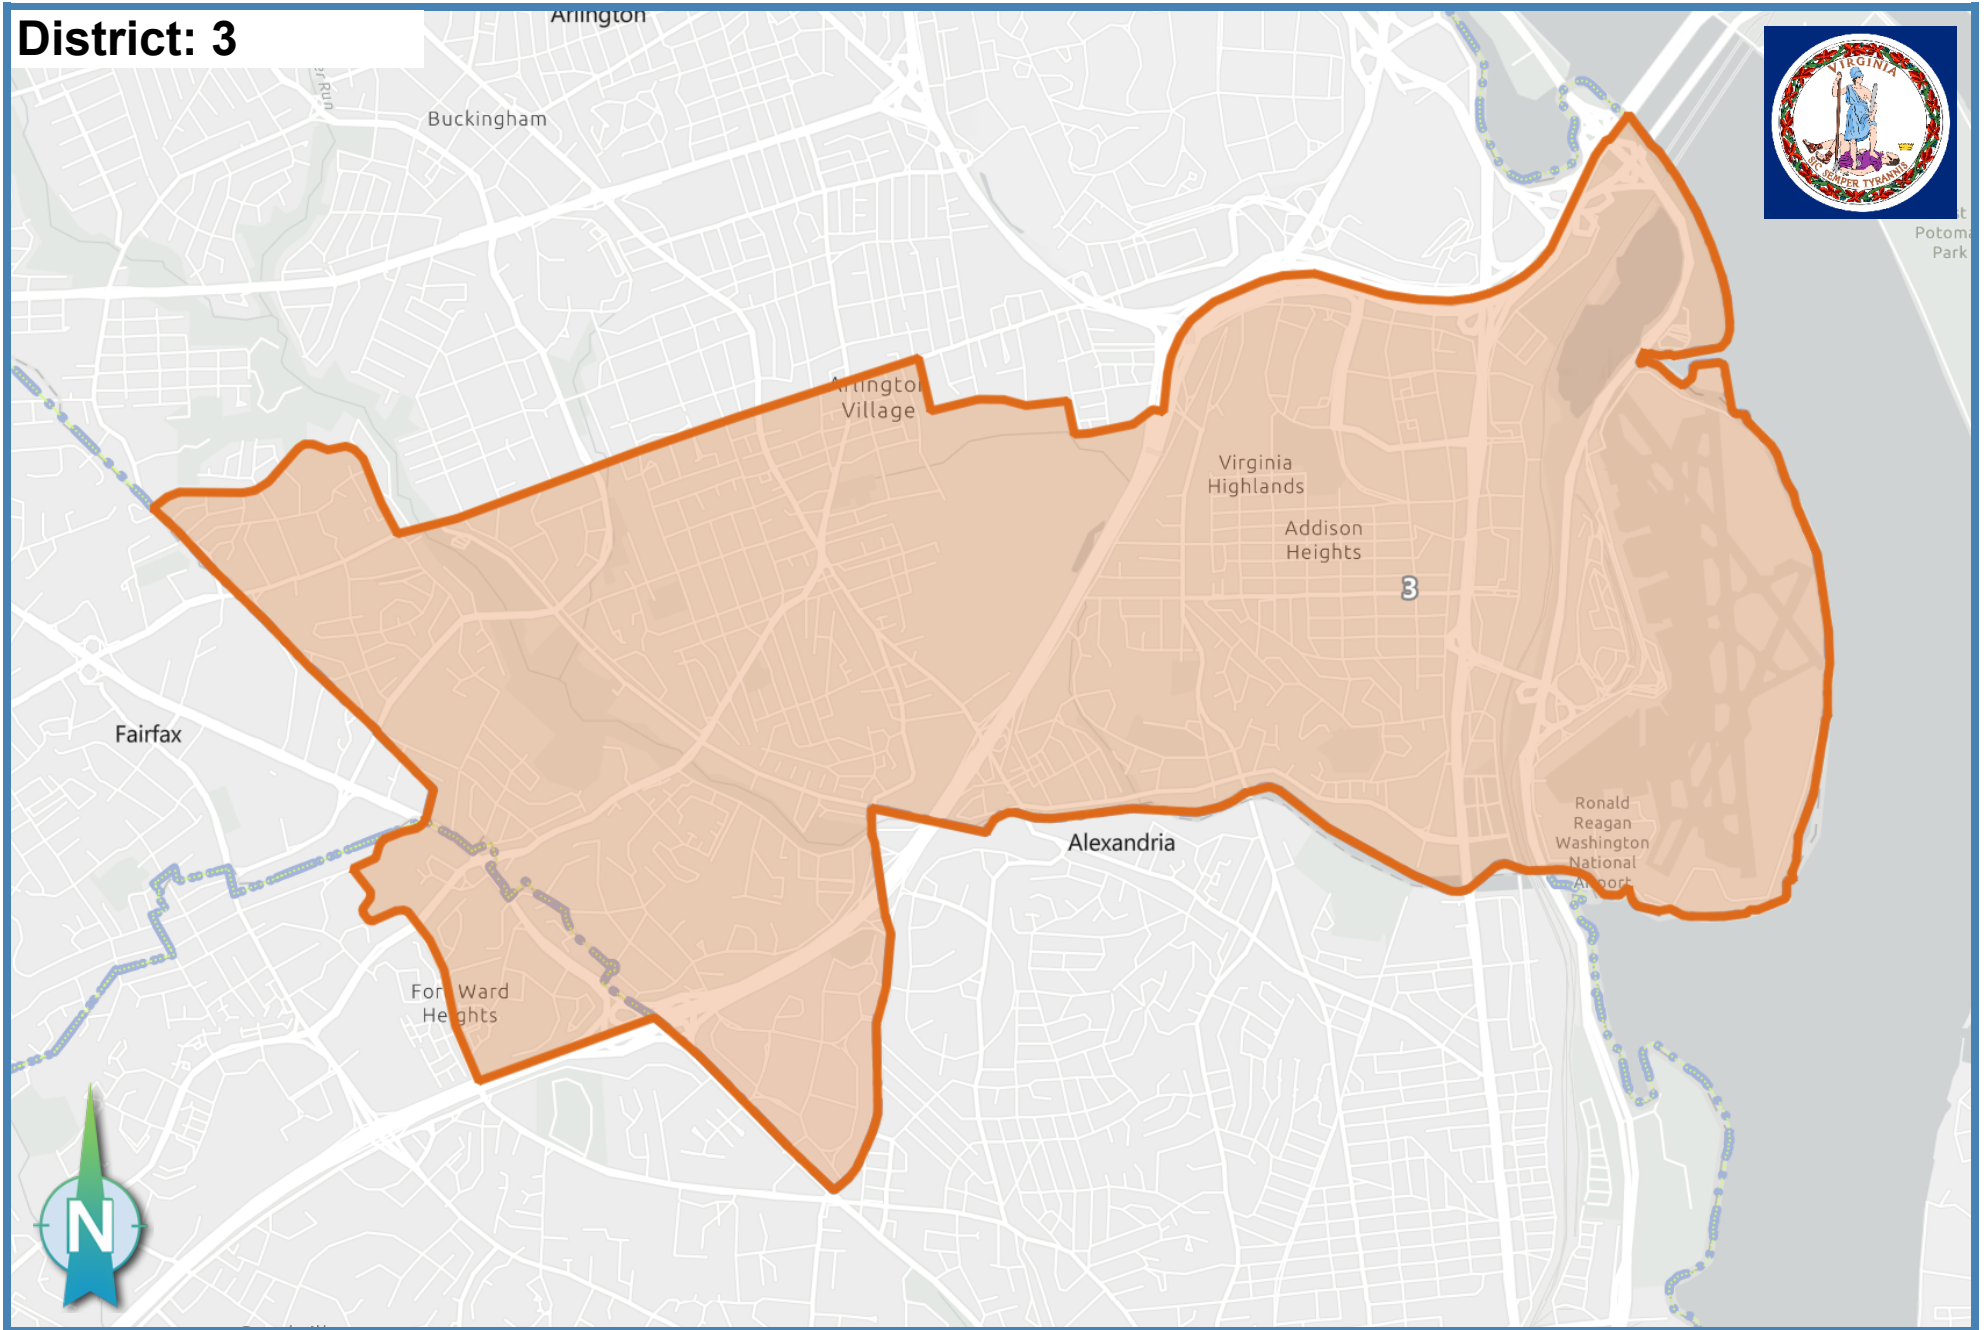 District: 3
Arlington
Buckingham
VIRGINIA
SIC SEMPER TYRANNIS
Potoma
Park
Arlington
Village
Virginia
Highlands
Addison
Heights
3
Fairfax
Ronald
Reagan
Washington
National
Airport
Alexandria
Fort Ward
Heights
N